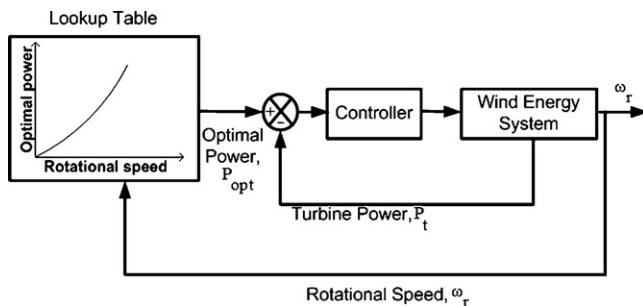 Lookup Table
Optimal power
Rotational speed
Optimal
Power,
P_opt
+
-
Controller
Wind Energy
System
ω_r
Turbine Power, P_t
Rotational Speed, ω_r